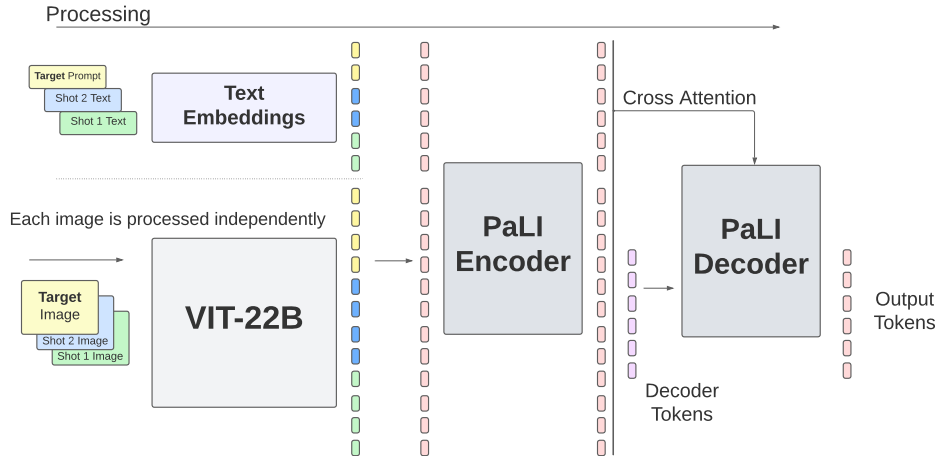 Processing
Target Prompt
Shot 2 Text
Shot 1 Text
Text
Embeddings
Cross Attention
Each image is processed independently
Target
Image
Shot 2 Image
Shot 1 Image
VIT-22B
PaLI
Encoder
PaLI
Decoder
Output
Tokens
Decoder
Tokens